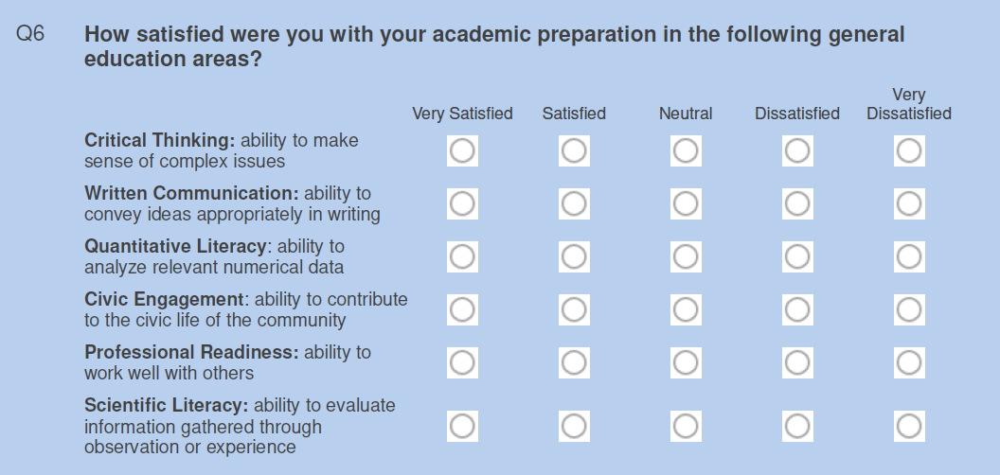 Q6 How satisfied were you with your academic preparation in the following general
education areas?
Very Satisfied Satisfied Neutral Dissatisfied Very
Dissatisfied
Critical Thinking: ability to make
sense of complex issues
Written Communication: ability to
convey ideas appropriately in writing
Quantitative Literacy: ability to
analyze relevant numerical data
Civic Engagement: ability to contribute
to the civic life of the community
Professional Readiness: ability to
work well with others
Scientific Literacy: ability to evaluate
information gathered through
observation or experience